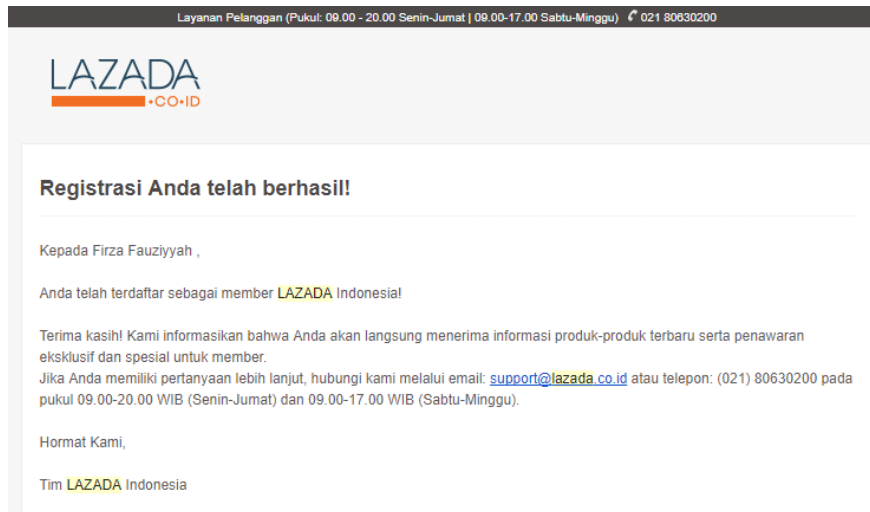 Layanan Pelanggan (Pukul: 09.00 - 20.00 Senin-Jumat | 09.00-17.00 Sabtu-Minggu) 021 80630200
LAZADA
•CO•ID
Registrasi Anda telah berhasil!
Kepada Firza Fauziyyah ,
Anda telah terdaftar sebagai member LAZADA Indonesia!
Terima kasih! Kami informasikan bahwa Anda akan langsung menerima informasi produk-produk terbaru serta penawaran
eksklusif dan spesial untuk member.
Jika Anda memiliki pertanyaan lebih lanjut, hubungi kami melalui email: support@lazada.co.id atau telepon: (021) 80630200 pada
pukul 09.00-20.00 WIB (Senin-Jumat) dan 09.00-17.00 WIB (Sabtu-Minggu).
Hormat Kami,
Tim LAZADA Indonesia